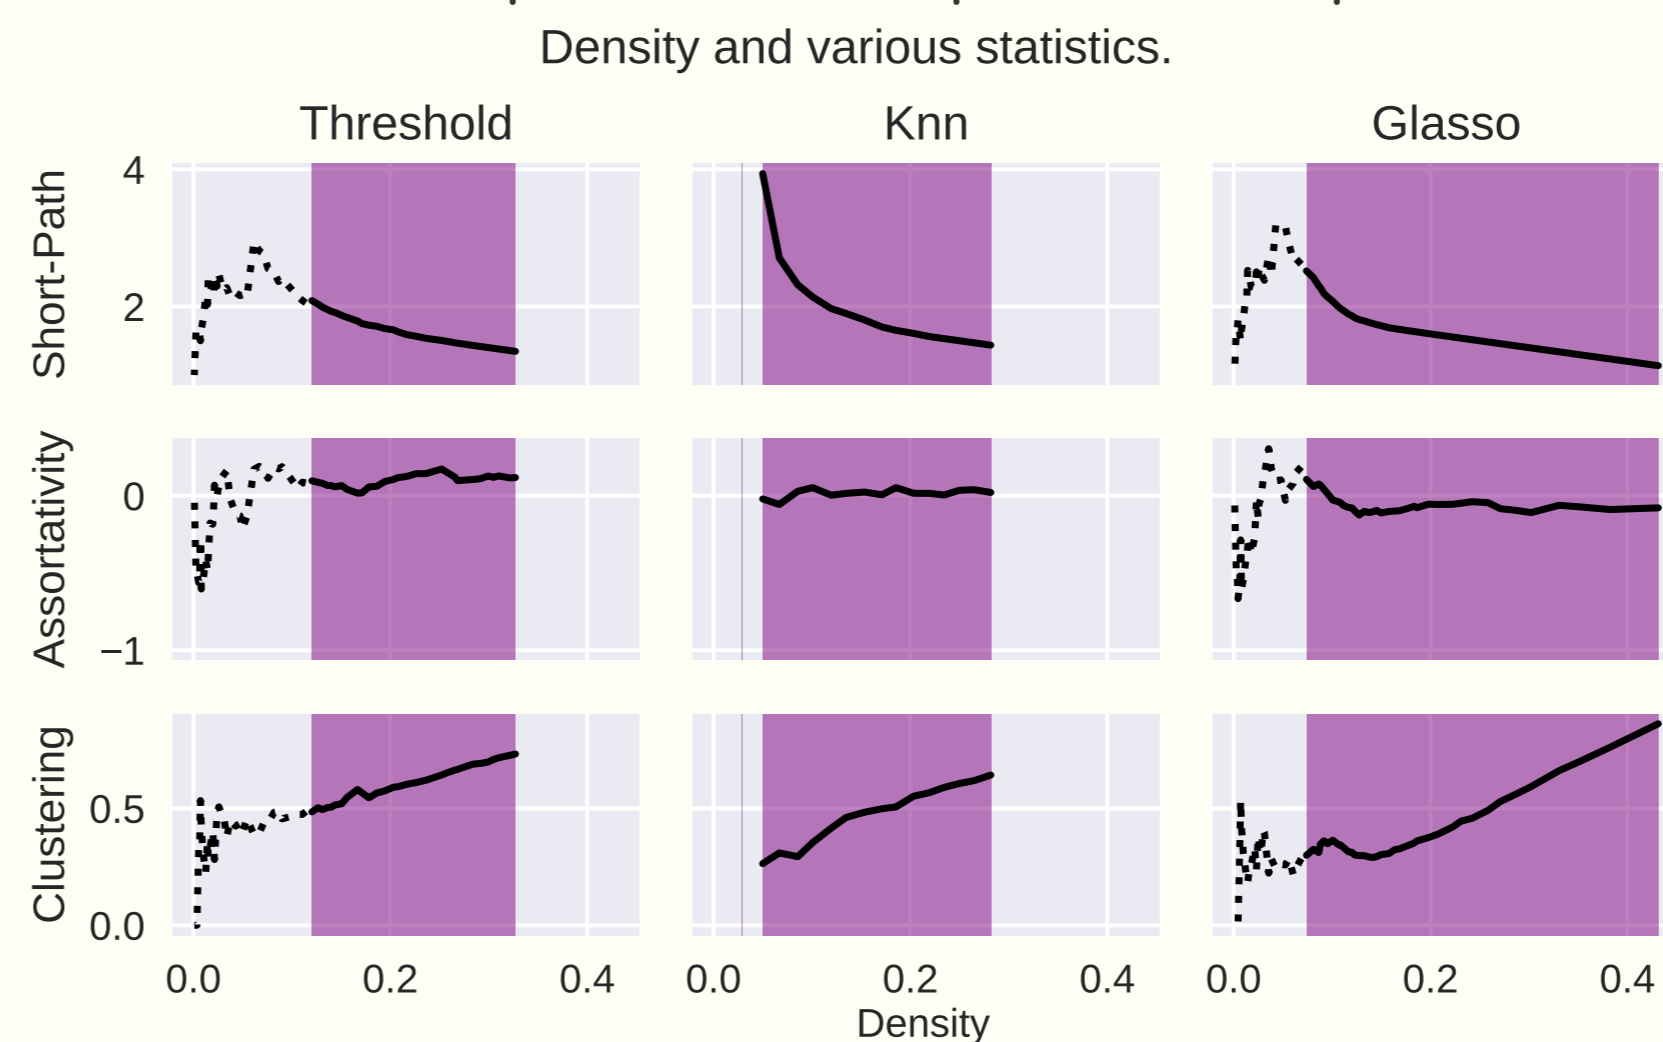 Density and various statistics.
Threshold Knn Glasso
Short-Path
4
2
Assortativity
0
−1
Clustering
0.5
0.0
0.0 0.2 0.4 0.0 0.2 0.4 0.0 0.2 0.4
Density